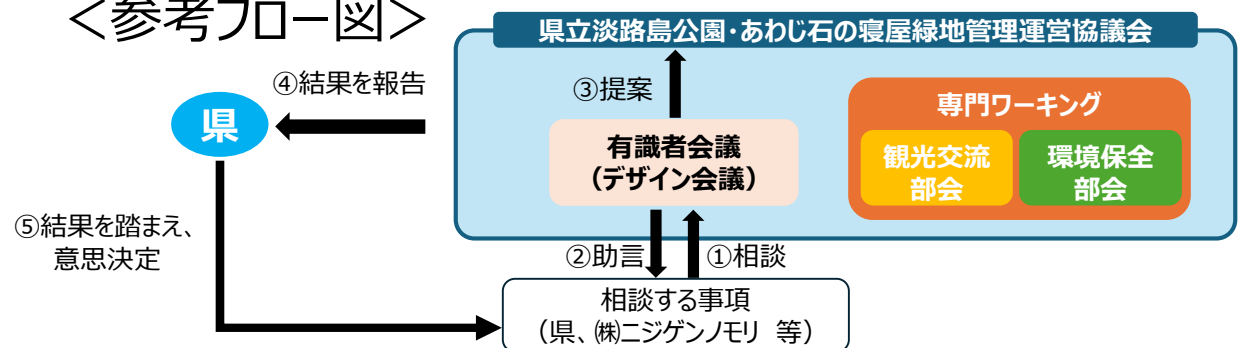 ＜参考フロー図＞
県立淡路島公園・あわじ石の寝屋緑地管理運営協議会
④結果を報告
③提案
専門ワーキング
県
有識者会議
（デザイン会議）
観光交流
部会
環境保全
部会
⑤結果を踏まえ、
意思決定
②助言
①相談
相談する事項
（県、㈱ニジゲンノモリ 等）